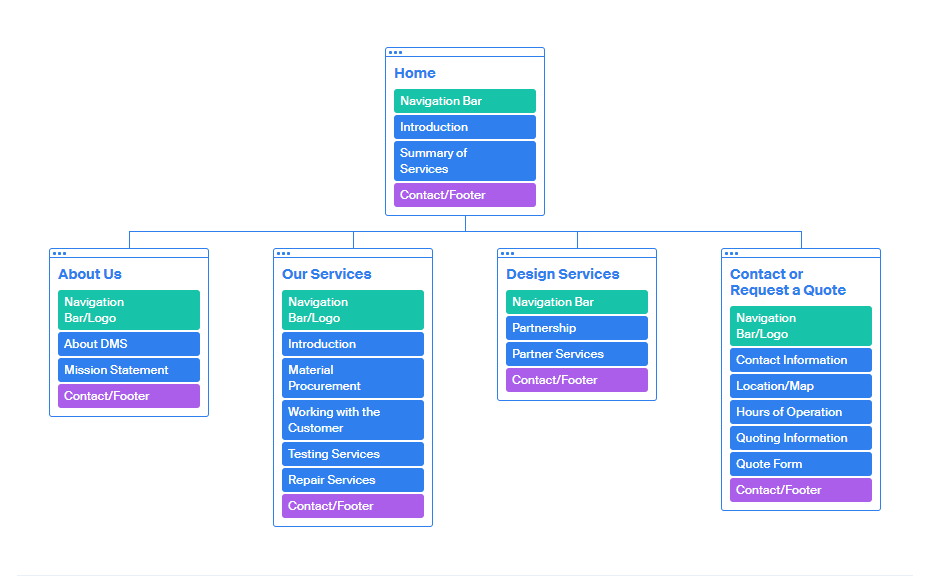 Home
Navigation Bar
Introduction
Summary of
Services
Contact/Footer
About Us
Navigation
Bar/Logo
About DMS
Mission Statement
Contact/Footer
Our Services
Navigation
Bar/Logo
Introduction
Material
Procurement
Working with the
Customer
Testing Services
Repair Services
Contact/Footer
Design Services
Navigation Bar
Partnership
Partner Services
Contact/Footer
Contact or
Request a Quote
Navigation
Bar/Logo
Contact Information
Location/Map
Hours of Operation
Quoting Information
Quote Form
Contact/Footer